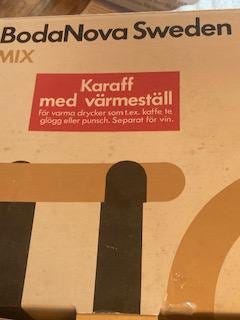 BodaNova Sweden
MIX
Karaff
med värmeställ
För varma drycker som t.ex. kaffe, te
glögg eller punsch. Separat för vin.